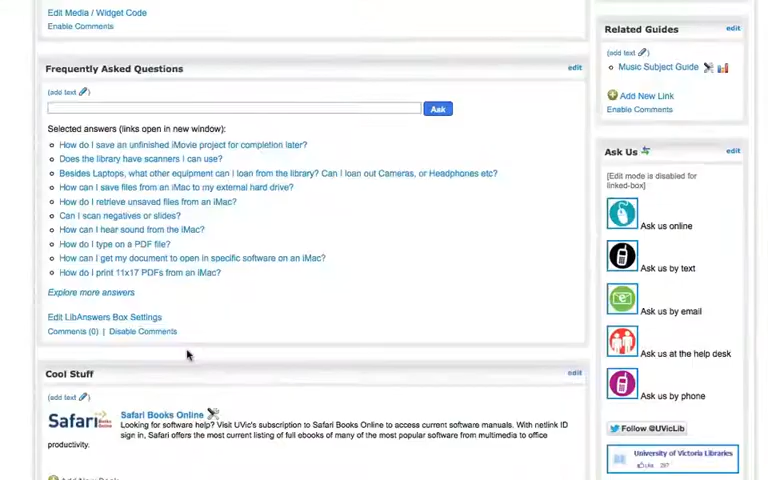 Edit Media / Widget Code
Enable Comments
Frequently Asked Questions
edit
(add text )
Ask
Selected answers (links open in new window):
How do I save an unfinished iMovie project for completion later?
Does the library have scanners I can use?
Besides Laptops, what other equipment can I loan from the library? Can I loan out Cameras, or Headphones etc?
How can I save files from an iMac to my external hard drive?
How do I retrieve unsaved files from an iMac?
Can I scan negatives or slides?
How can I hear sound from the iMac?
How do I type on a PDF file?
How can I get my document to open in specific software on an iMac?
How do I print 11x17 PDFs from an iMac?
Explore more answers
Edit LibAnswers Box Settings
Comments (0) | Disable Comments
Cool Stuff
edit
(add text )
Safari Books Online
Safari Books Online
Looking for software help? Visit UVic's subscription to Safari Books Online to access current software manuals. With netlink ID
sign in, Safari offers the most current listing of full ebooks of many of the most popular software from multimedia to office
productivity.
Related Guides
edit
(add text )
Music Subject Guide
Add New Link
Enable Comments
Ask Us
edit
[Edit mode is disabled for
linked-box]
Ask us online
Ask us by text
Ask us by email
Ask us at the help desk
Ask us by phone
Follow @UVicLib
University of Victoria Libraries
Like